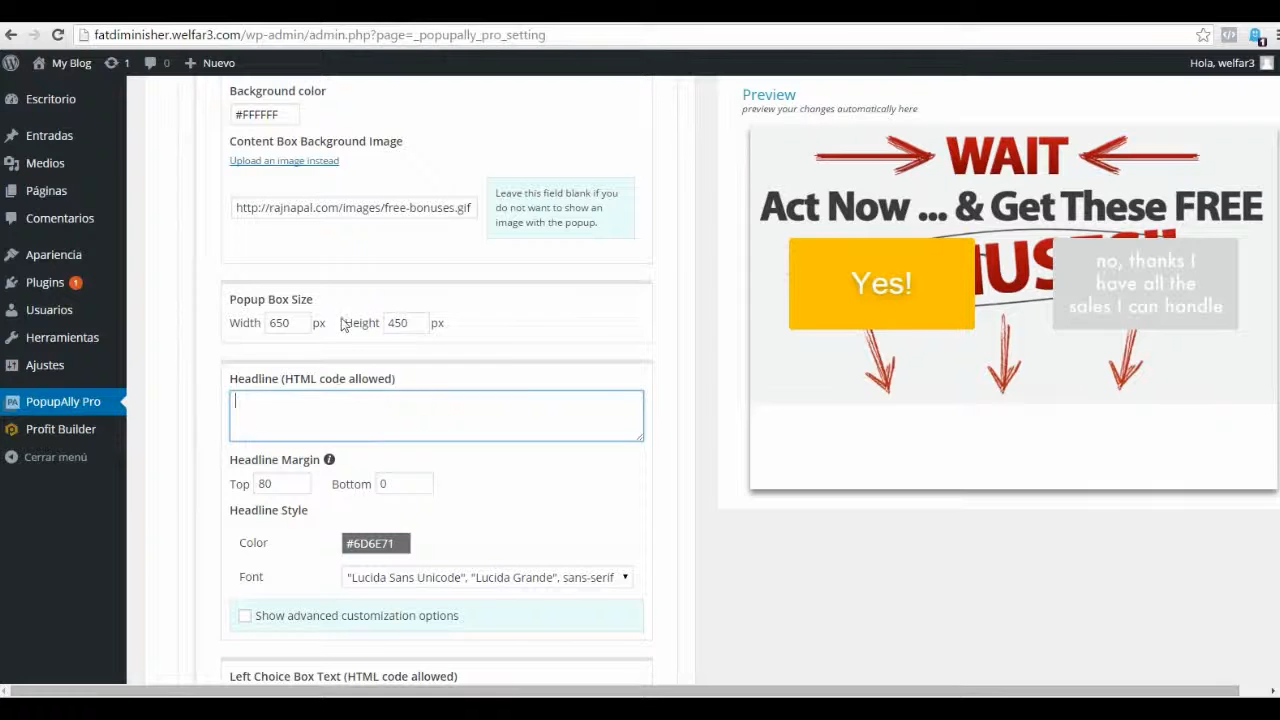 fatdiminisher.welfar3.com/wp-admin/admin.php?page=_popupally_pro_setting
1
My Blog
1
0
Nuevo
Hola, welfar3
Escritorio
Entradas
Medios
Páginas
Comentarios
Apariencia
Plugins 1
Usuarios
Herramientas
Ajustes
PA PopupAlly Pro
Profit Builder
Cerrar menú
Background color
#FFFFFF
Content Box Background Image
Upload an image instead
http://rajnapal.com/images/free-bonuses.gif
Leave this field blank if you
do not want to show an
image with the popup.
Popup Box Size
Width 650 px Height 450 px
Headline (HTML code allowed)
Headline Margin
Top 80 Bottom 0
Headline Style
Color #6D6E71
Font "Lucida Sans Unicode", "Lucida Grande", sans-serif
Show advanced customization options
Left Choice Box Text (HTML code allowed)
Preview
preview your changes automatically here
WAIT
Act Now ... & Get These FREE
Yes!
no, thanks I
have all the
sales I can handle